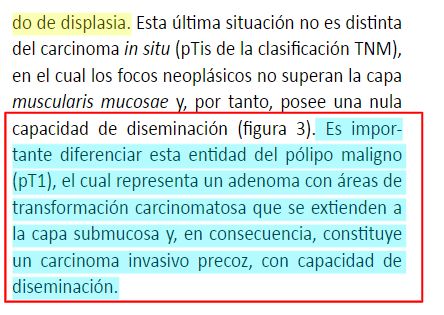 do de displasia. Esta última situación no es distinta
del carcinoma in situ (pTis de la clasificación TNM),
en el cual los focos neoplásicos no superan la capa
muscularis mucosae y, por tanto, posee una nula
capacidad de diseminación (figura 3). Es impor-
tante diferenciar esta entidad del pólipo maligno
(pT1), el cual representa un adenoma con áreas de
transformación carcinomatosa que se extienden a
la capa submucosa y, en consecuencia, constituye
un carcinoma invasivo precoz, con capacidad de
diseminación.